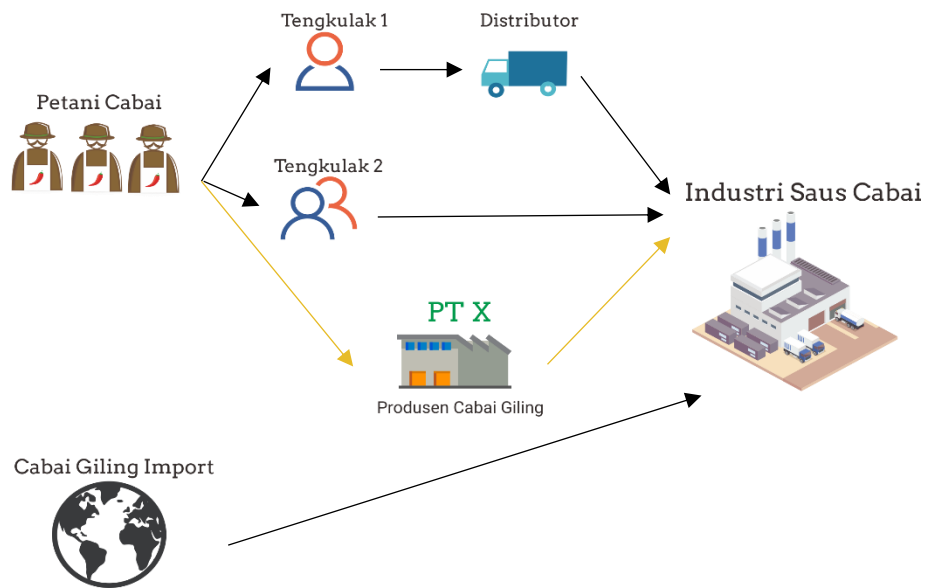 Tengkulak 1
Distributor
Petani Cabai
Tengkulak 2
Industri Saus Cabai
PT X
Produsen Cabai Giling
Cabai Giling Import